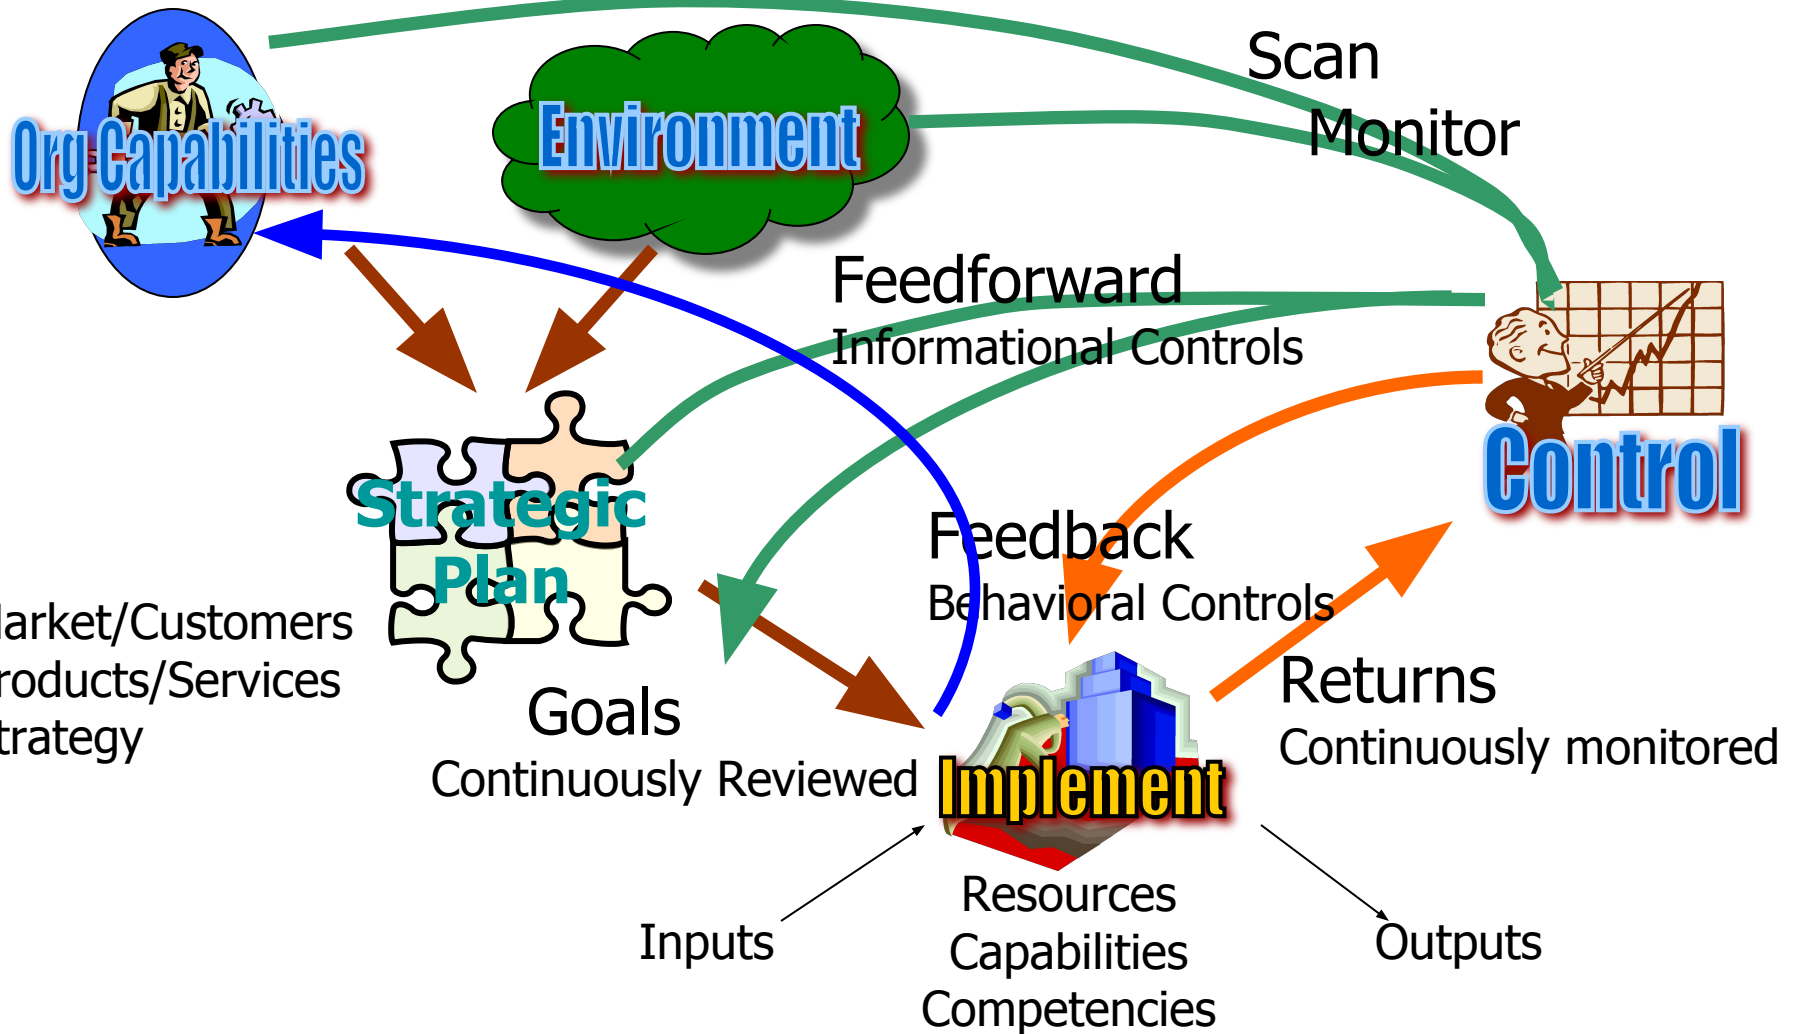 Scan
Monitor
Org Capabilities
Environment
Feedforward
Informational Controls
Control
Strategic
Plan
Feedback
Behavioral Controls
arket/Customers
roducts/Services
trategy
Goals
Continuously Reviewed
Returns
Continuously monitored
Implement
Inputs
Resources
Capabilities
Competencies
Outputs